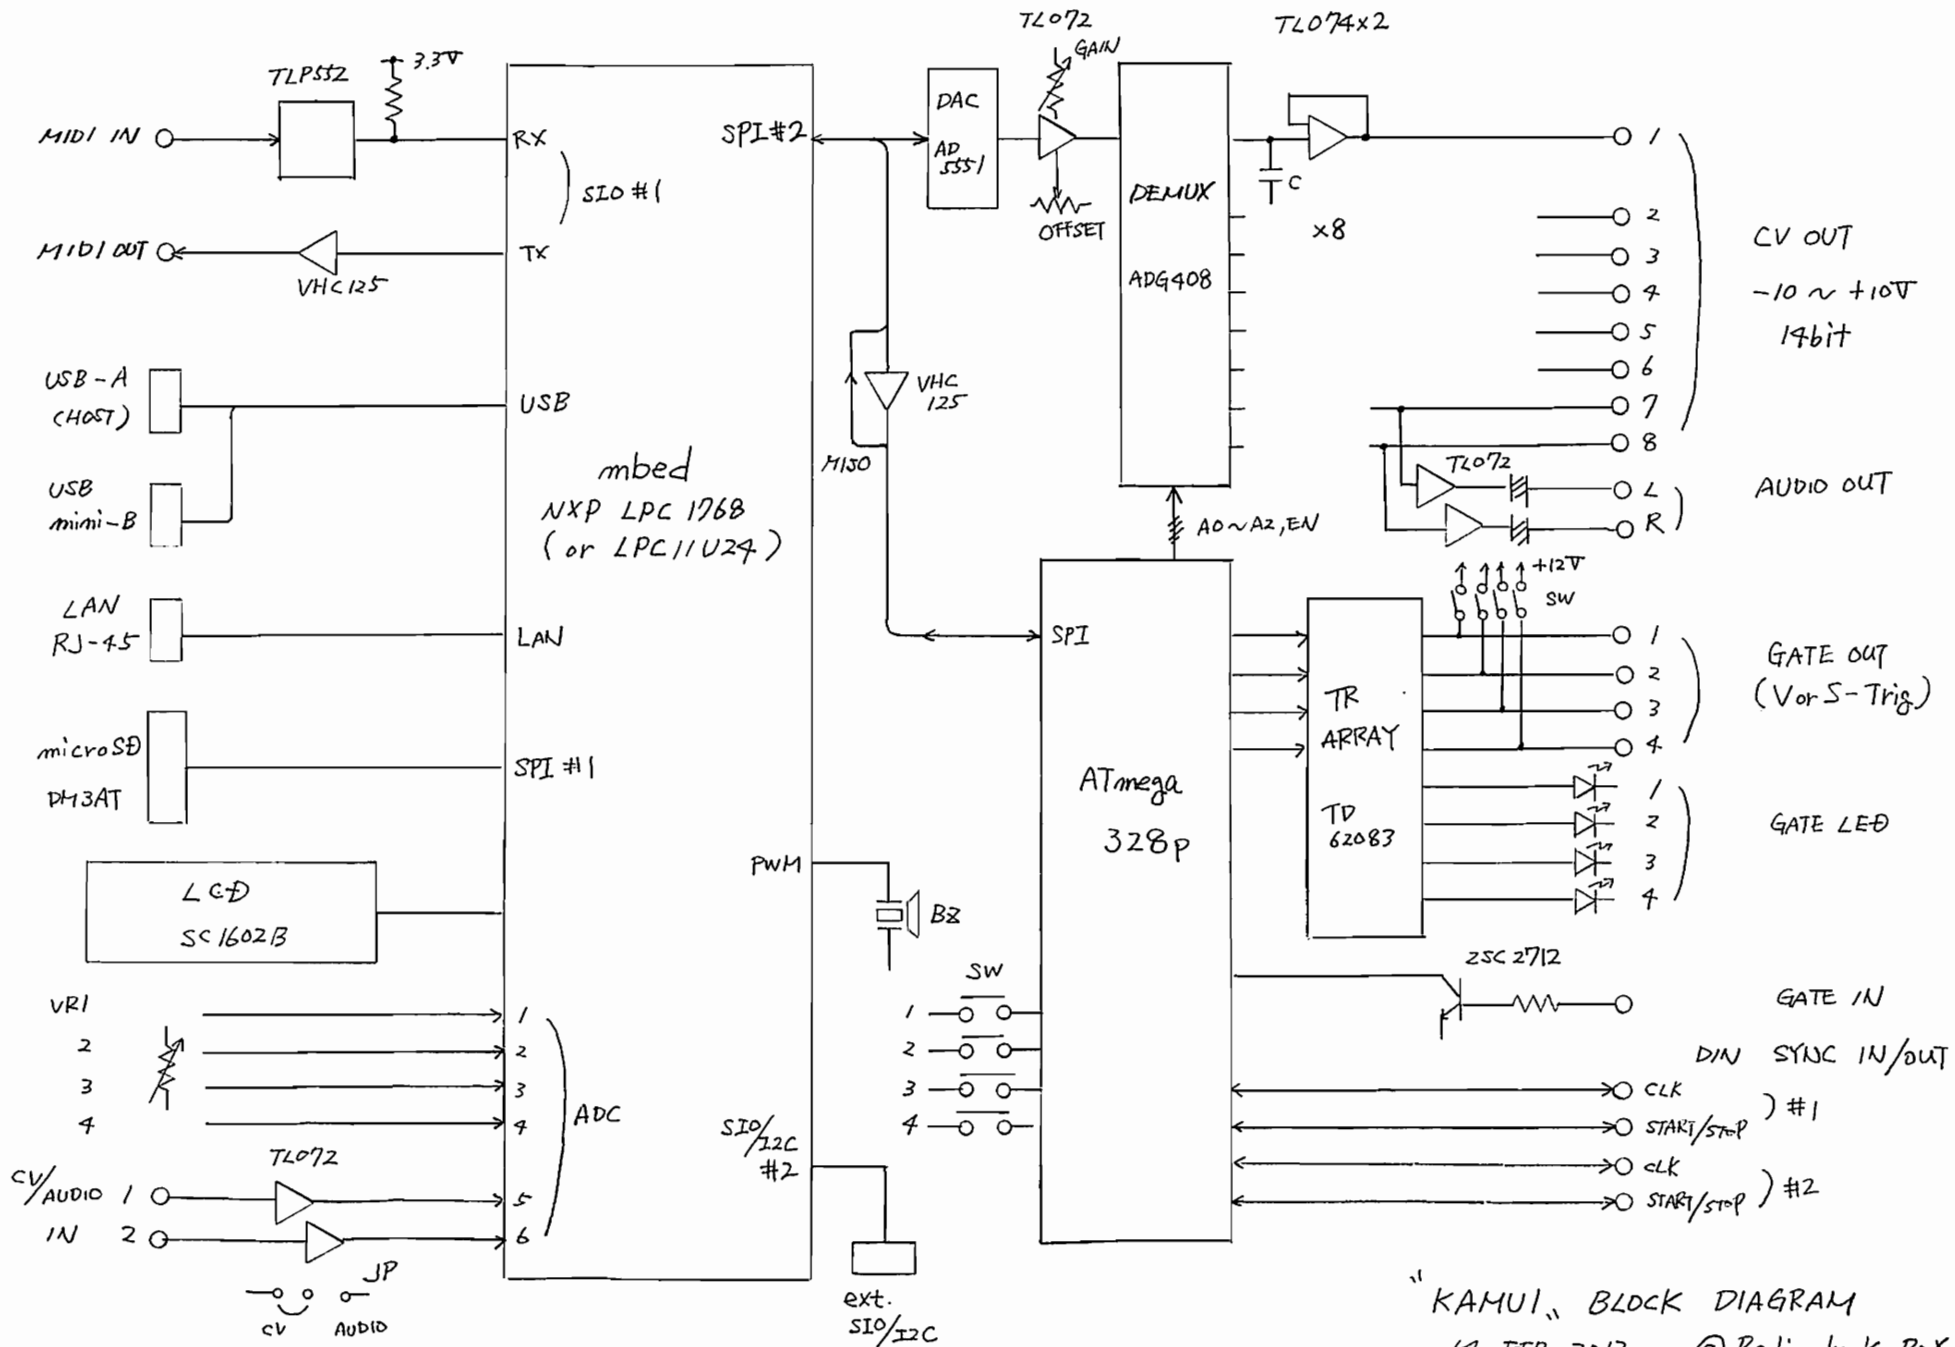 TLP552
3.3V
MIDI IN
RX
SIO #1
MIDI OUT
VHC125
TX
USB-A
(HOST)
USB
USB
mini-B
LAN
RJ-45
LAN
microSD
DM3AT
SPI #1
LCD
SC1602B
VR1
2
3
4
1
2
3
4
5
6
ADC
TL072
CV/AUDIO 1
IN 2
JP
CV
AUDIO
mbed
NXP LPC 1768
(or LPC11U24)
SPI#2
PWM
BZ
SIO/I2C
#2
ext.
SIO/I2C
VHC
125
MISO
DAC
AD
5551
TL072
GAIN
OFFSET
DEMUX
ADG408
TL074x2
C
x8
1
2
3
4
5
6
7
8
CV OUT
-10 ~ +10V
14bit
TL072
L
R
AUDIO OUT
A0~A2, EN
SPI
ATmega
328p
SW
1
2
3
4
TR
ARRAY
TD
62083
+12V
SW
1
2
3
4
GATE OUT
(V or S-Trig)
1
2
3
4
GATE LED
2SC2712
GATE IN
DIN SYNC IN/OUT
CLK
START/STOP
#1
CLK
START/STOP
#2
"KAMUI" BLOCK DIAGRAM